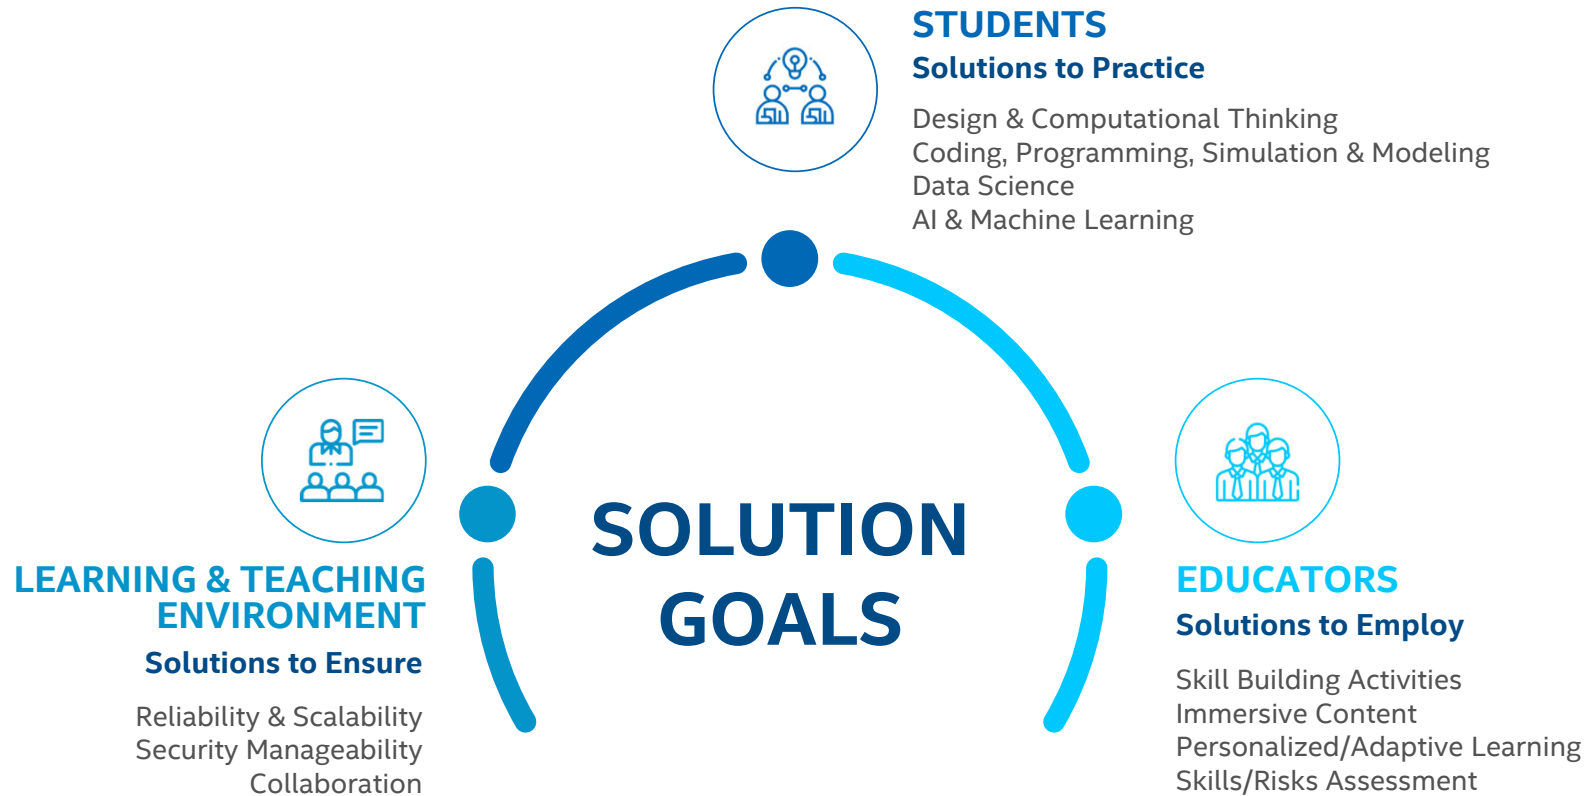 STUDENTS
Solutions to Practice
Design & Computational Thinking
Coding, Programming, Simulation & Modeling
Data Science
AI & Machine Learning
SOLUTION
GOALS
LEARNING & TEACHING
ENVIRONMENT
Solutions to Ensure
Reliability & Scalability
Security Manageability
Collaboration
EDUCATORS
Solutions to Employ
Skill Building Activities
Immersive Content
Personalized/Adaptive Learning
Skills/Risks Assessment